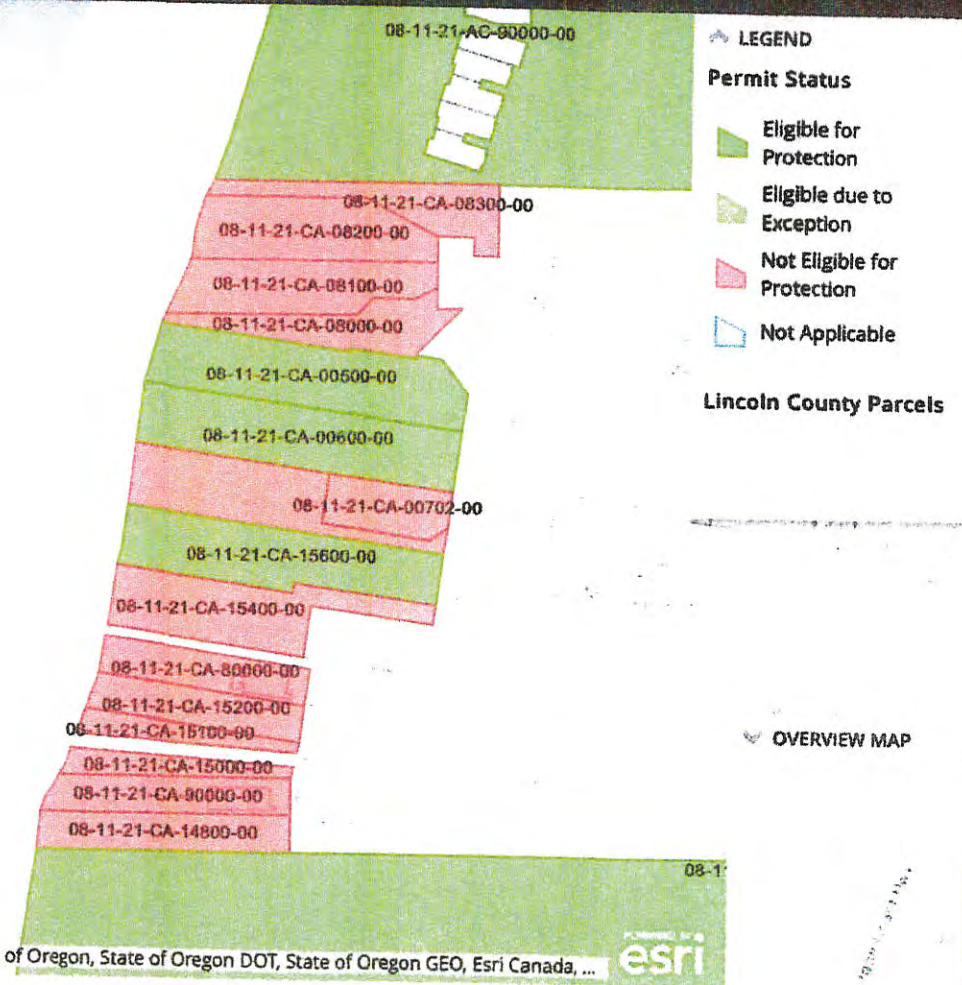 08-11-21-AC-90000-00
08-11-21-CA-08300-00
08-11-21-CA-08200-00
08-11-21-CA-08100-00
08-11-21-CA-08000-00
08-11-21-CA-00500-00
08-11-21-CA-00600-00
08-11-21-CA-00702-00
08-11-21-CA-15600-00
08-11-21-CA-15400-00
08-11-21-CA-80000-00
08-11-21-CA-15200-00
08-11-21-CA-15100-00
08-11-21-CA-15000-00
08-11-21-CA-90000-00
08-11-21-CA-14800-00
08-1
of Oregon, State of Oregon DOT, State of Oregon GEO, Esri Canada, ...
POWERED BY
esri
LEGEND
Permit Status
Eligible for
Protection
Eligible due to
Exception
Not Eligible for
Protection
Not Applicable
Lincoln County Parcels
OVERVIEW MAP